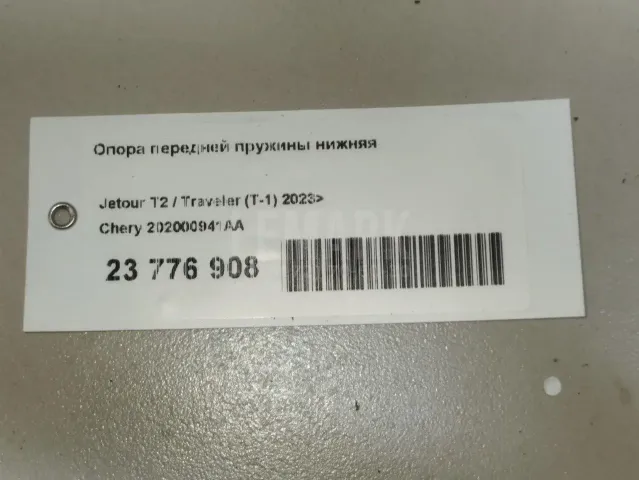 Опора передней пружины нижняя
Jetour T2 / Traveler (T-1) 2023>
Chery 202000941AA
23 776 908